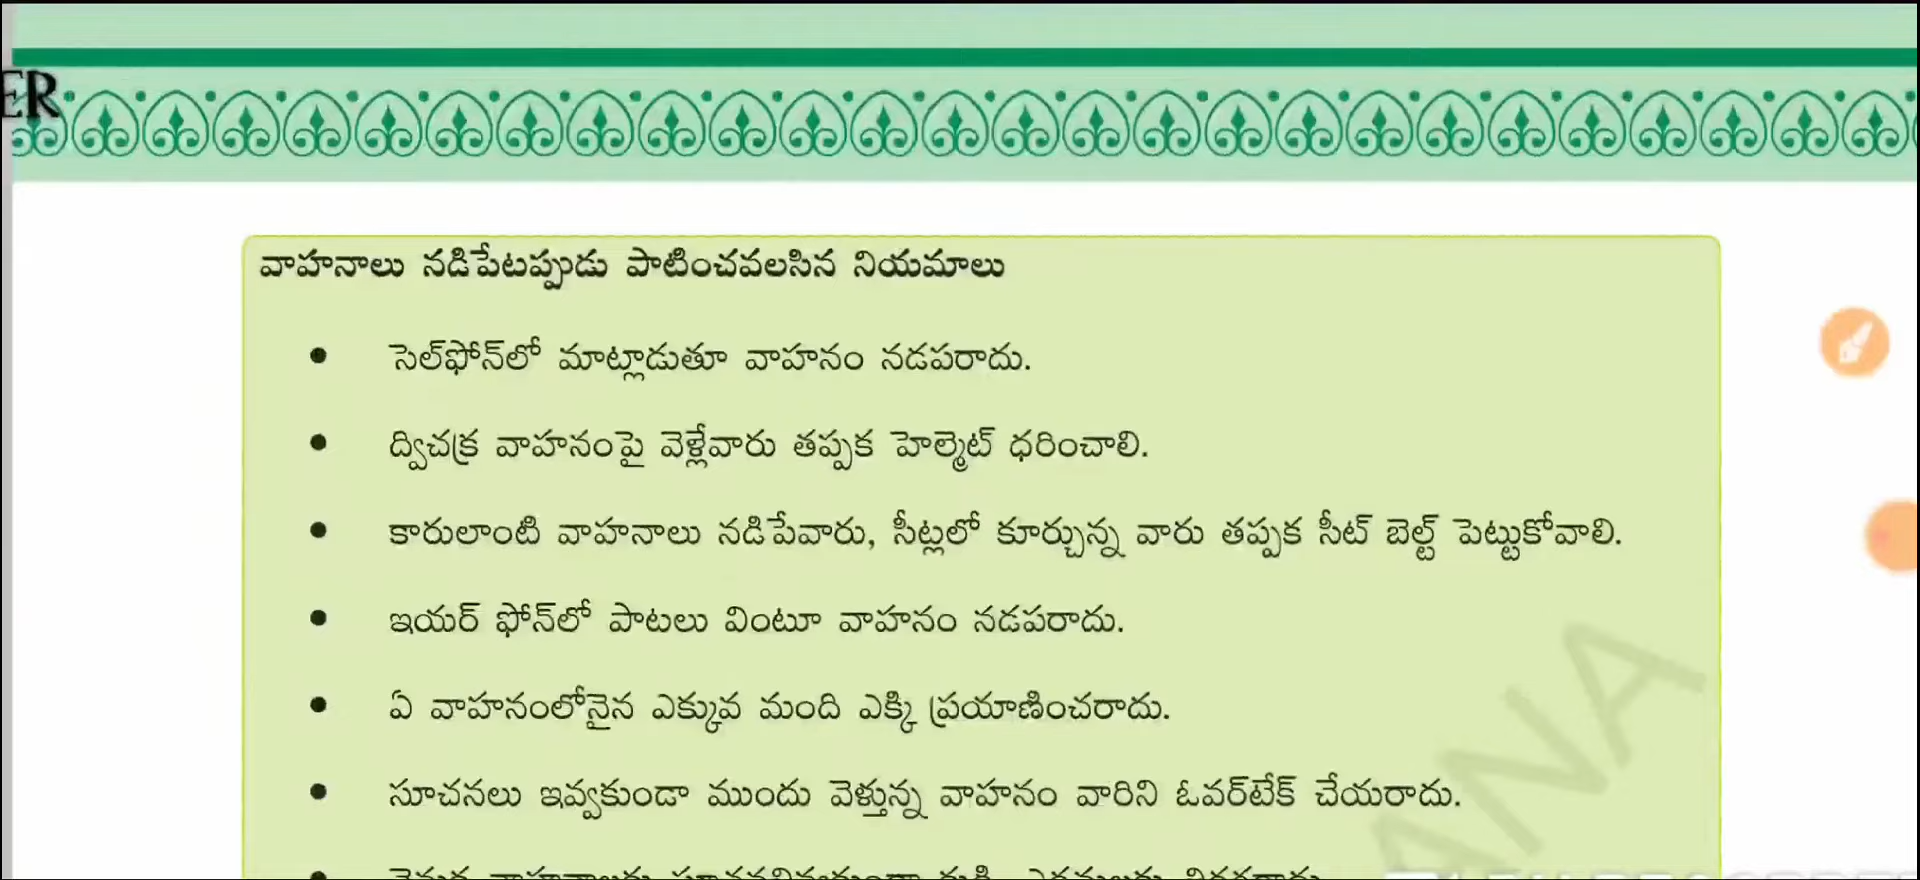 ER
వాహనాలు నడిపేటప్పుడు పాటించవలసిన నియమాలు
• సెల్‌ఫోన్‌లో మాట్లాడుతూ వాహనం నడపరాదు.
• ద్విచక్ర వాహనంపై వెళ్లేవారు తప్పక హెల్మెట్ ధరించాలి.
• కారులాంటి వాహనాలు నడిపేవారు, సీట్లలో కూర్చున్న వారు తప్పక సీట్ బెల్ట్ పెట్టుకోవాలి.
• ఇయర్ ఫోన్‌లో పాటలు వింటూ వాహనం నడపరాదు.
• ఏ వాహనంలోనైన ఎక్కువ మంది ఎక్కి ప్రయాణించరాదు.
• సూచనలు ఇవ్వకుండా ముందు వెళ్తున్న వాహనం వారిని ఓవర్‌టేక్ చేయరాదు.
ANA